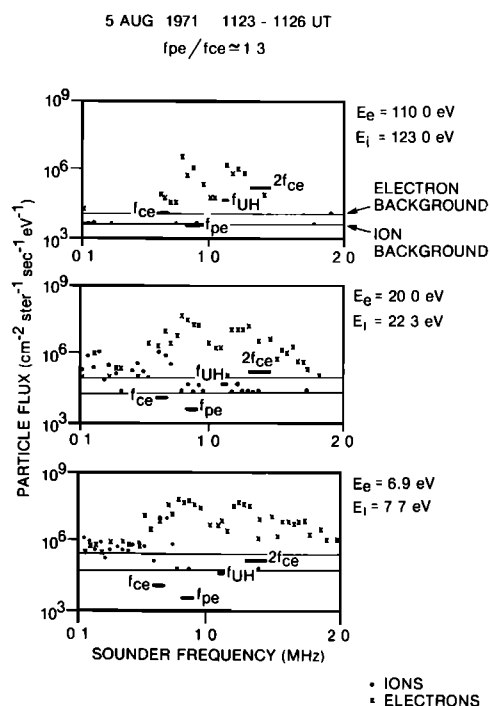 5 AUG 1971 1123 - 1126 UT
fpe/fce ≃ 1 3
10⁹
10⁶
10³
0 1
1 0
2 0
fce
fpe
fUH
2fce
Ee = 110 0 eV
Ei = 123 0 eV
ELECTRON
BACKGROUND
ION
BACKGROUND
PARTICLE FLUX (cm⁻² ster⁻¹ sec⁻¹ eV⁻¹)
10⁹
10⁶
10³
0 1
1 0
2 0
fce
fpe
fUH
2fce
Ee = 20 0 eV
Ei = 22 3 eV
10⁹
10⁶
10³
0 1
1 0
2 0
fce
fpe
fUH
2fce
Ee = 6.9 eV
Ei = 7 7 eV
SOUNDER FREQUENCY (MHz)
• IONS
× ELECTRONS